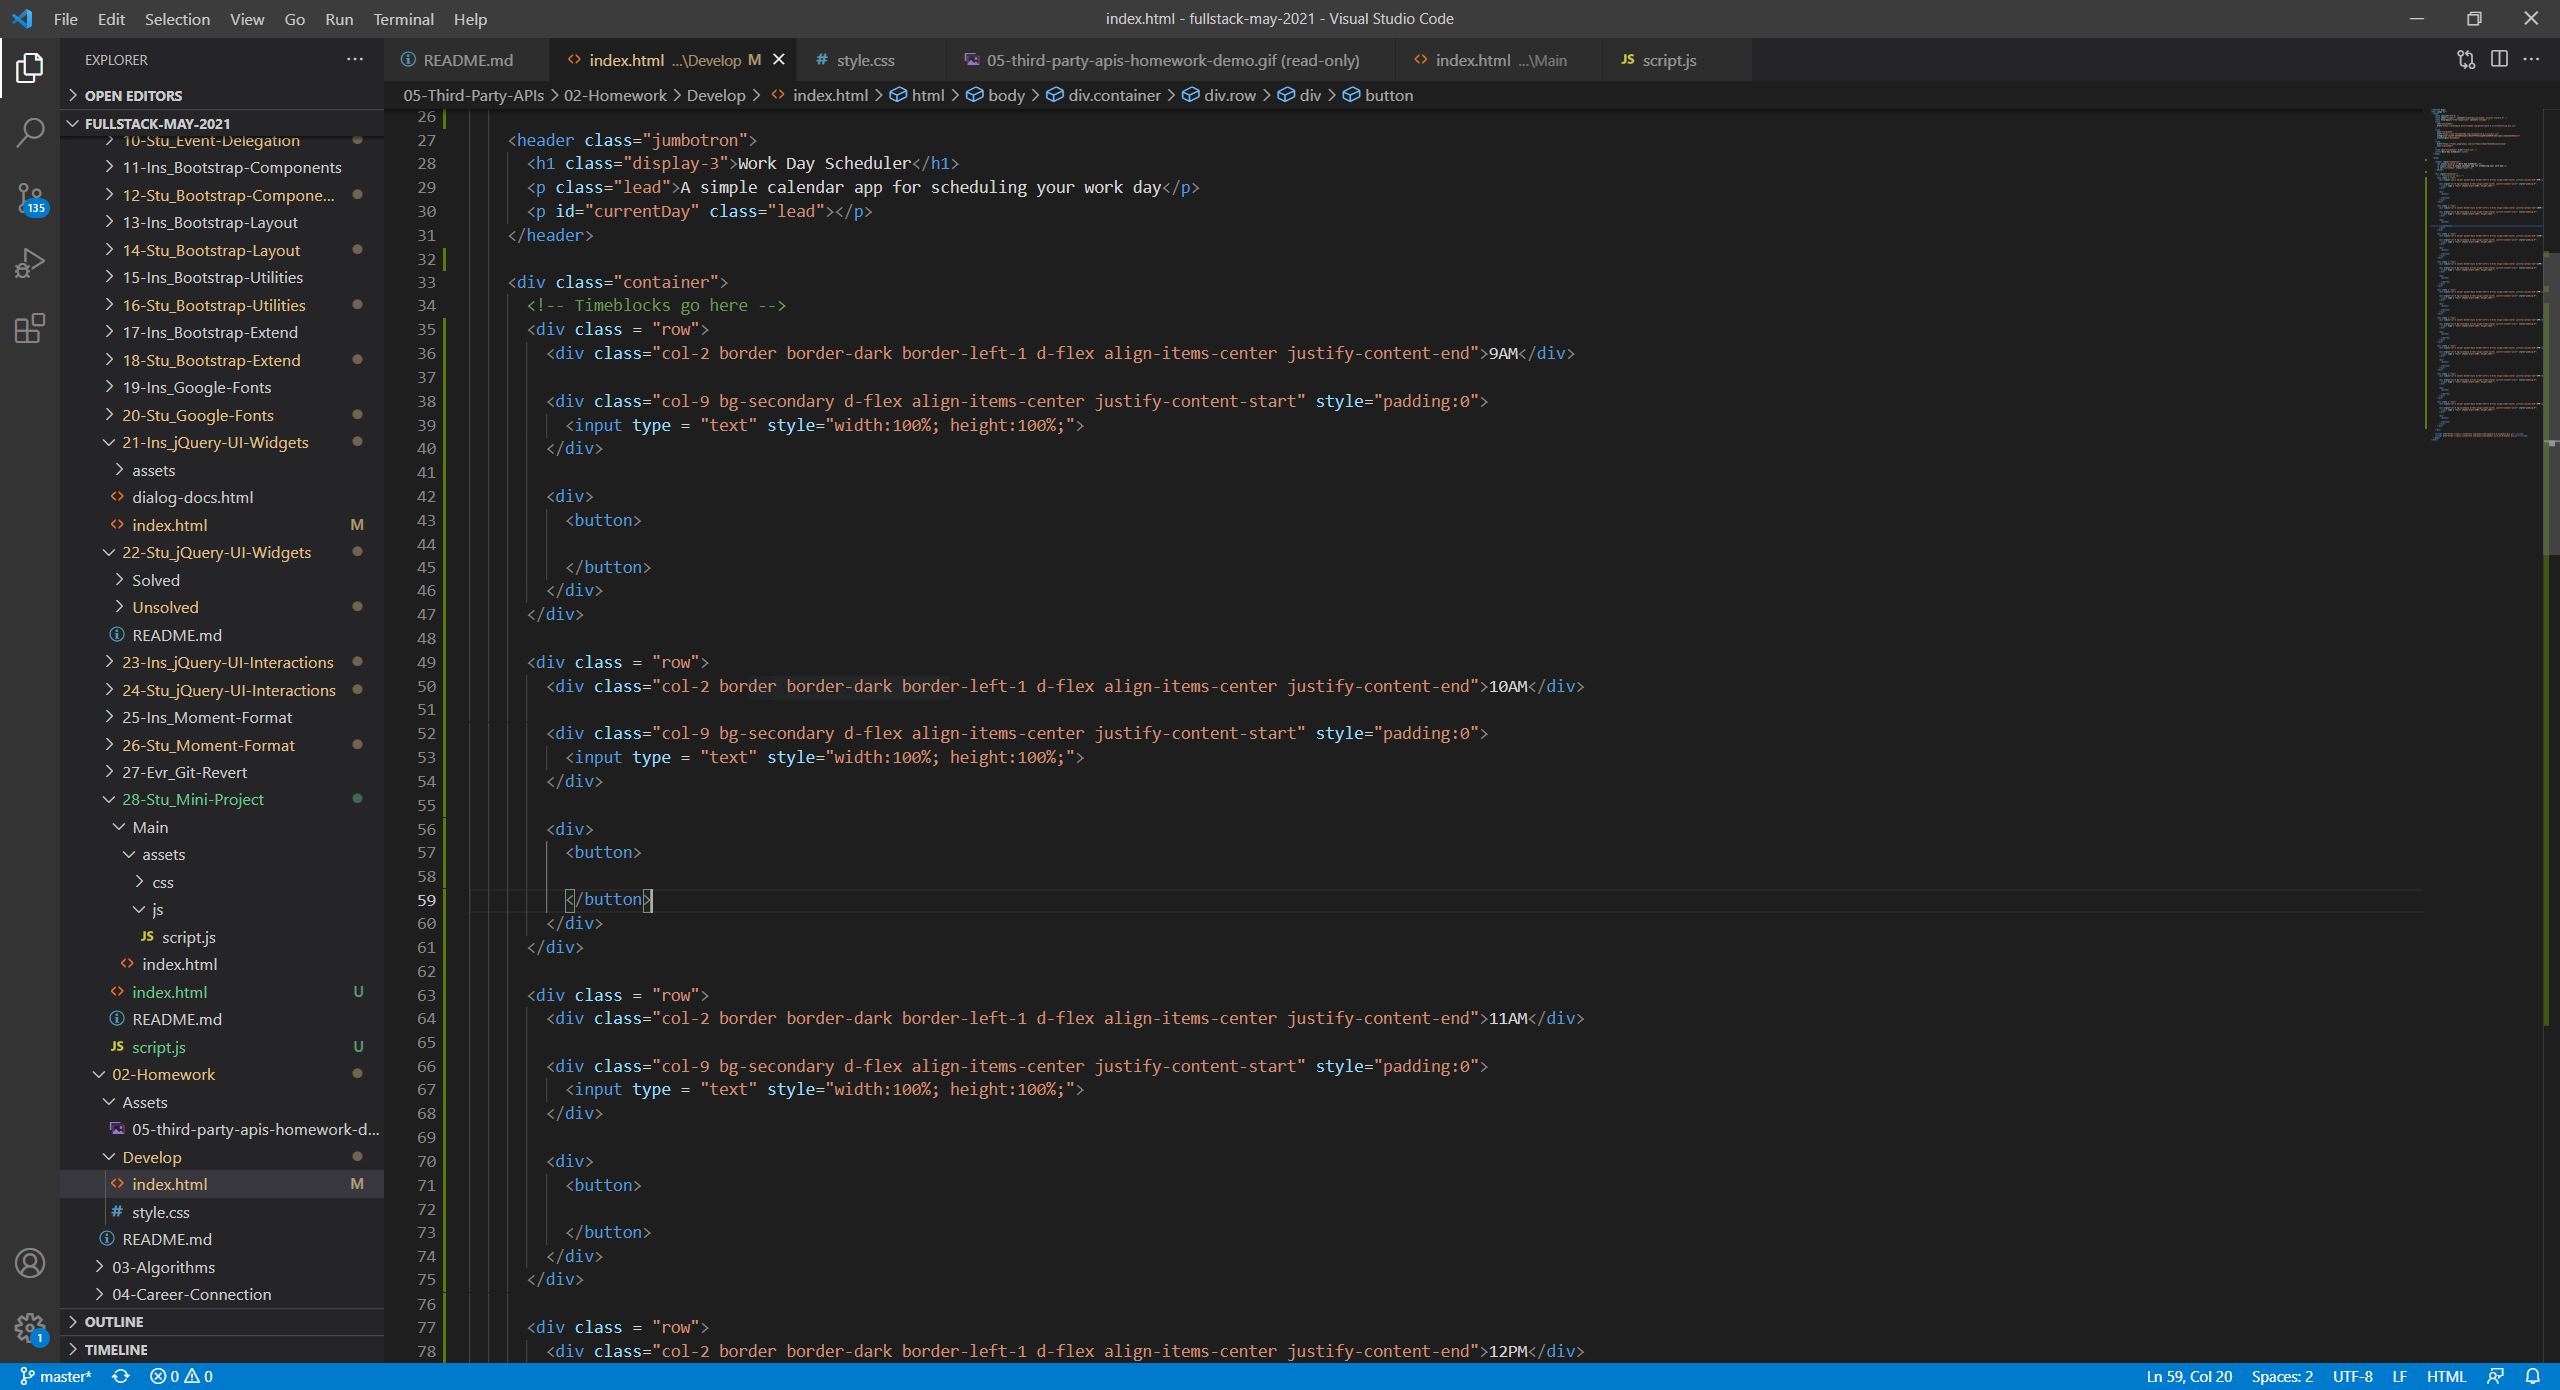 File Edit Selection View Go Run Terminal Help
index.html - fullstack-may-2021 - Visual Studio Code
EXPLORER
OPEN EDITORS
FULLSTACK-MAY-2021
10-Stu_Event-Delegation
11-Ins_Bootstrap-Components
12-Stu_Bootstrap-Compone...
13-Ins_Bootstrap-Layout
14-Stu_Bootstrap-Layout
15-Ins_Bootstrap-Utilities
16-Stu_Bootstrap-Utilities
17-Ins_Bootstrap-Extend
18-Stu_Bootstrap-Extend
19-Ins_Google-Fonts
20-Stu_Google-Fonts
21-Ins_jQuery-UI-Widgets
assets
dialog-docs.html
index.html M
22-Stu_jQuery-UI-Widgets
Solved
Unsolved
README.md
23-Ins_jQuery-UI-Interactions
24-Stu_jQuery-UI-Interactions
25-Ins_Moment-Format
26-Stu_Moment-Format
27-Evr_Git-Revert
28-Stu_Mini-Project
Main
assets
css
js
JS script.js
index.html
index.html U
README.md
JS script.js U
02-Homework
Assets
05-third-party-apis-homework-d...
Develop
index.html M
# style.css
README.md
03-Algorithms
04-Career-Connection
OUTLINE
TIMELINE
135
1
README.md
index.html ...\Develop M
# style.css
05-third-party-apis-homework-demo.gif (read-only)
index.html ...\Main
JS script.js
05-Third-Party-APIs > 02-Homework > Develop > index.html > html > body > div.container > div.row > div > button
26
27 <header class="jumbotron">
28 <h1 class="display-3">Work Day Scheduler</h1>
29 <p class="lead">A simple calendar app for scheduling your work day</p>
30 <p id="currentDay" class="lead"></p>
31 </header>
32
33 <div class="container">
34 <!-- Timeblocks go here -->
35 <div class = "row">
36 <div class="col-2 border border-dark border-left-1 d-flex align-items-center justify-content-end">9AM</div>
37
38 <div class="col-9 bg-secondary d-flex align-items-center justify-content-start" style="padding:0">
39 <input type = "text" style="width:100%; height:100%;">
40 </div>
41
42 <div>
43 <button>
44
45 </button>
46 </div>
47 </div>
48
49 <div class = "row">
50 <div class="col-2 border border-dark border-left-1 d-flex align-items-center justify-content-end">10AM</div>
51
52 <div class="col-9 bg-secondary d-flex align-items-center justify-content-start" style="padding:0">
53 <input type = "text" style="width:100%; height:100%;">
54 </div>
55
56 <div>
57 <button>
58
59 </button>
60 </div>
61 </div>
62
63 <div class = "row">
64 <div class="col-2 border border-dark border-left-1 d-flex align-items-center justify-content-end">11AM</div>
65
66 <div class="col-9 bg-secondary d-flex align-items-center justify-content-start" style="padding:0">
67 <input type = "text" style="width:100%; height:100%;">
68 </div>
69
70 <div>
71 <button>
72
73 </button>
74 </div>
75 </div>
76
77 <div class = "row">
78 <div class="col-2 border border-dark border-left-1 d-flex align-items-center justify-content-end">12PM</div>
master* 0 0
Ln 59, Col 20 Spaces: 2 UTF-8 LF HTML